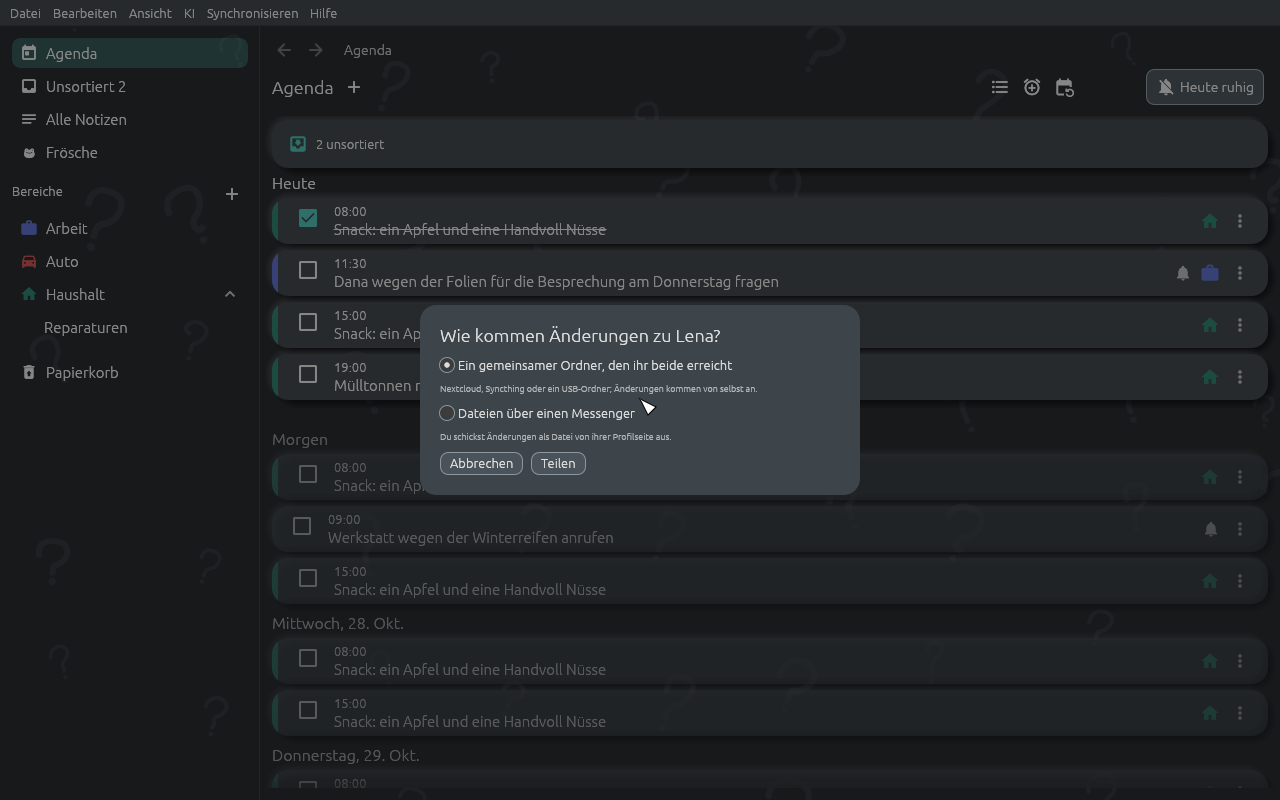 Datei Bearbeiten Ansicht KI Synchronisieren Hilfe
Agenda
Unsortiert 2
Alle Notizen
Frösche
Bereiche
Arbeit
Auto
Haushalt
Reparaturen
Papierkorb
Agenda
Agenda
Heute ruhig
2 unsortiert
Heute
08:00
Snack: ein Apfel und eine Handvoll Nüsse
11:30
Dana wegen der Folien für die Besprechung am Donnerstag fragen
15:00
Snack: ein Ap
19:00
Mülltonnen
Wie kommen Änderungen zu Lena?
Ein gemeinsamer Ordner, den ihr beide erreicht
Nextcloud, Syncthing oder ein USB-Ordner; Änderungen kommen von selbst an.
Dateien über einen Messenger
Du schickst Änderungen als Datei von ihrer Profilseite aus.
Abbrechen Teilen
Morgen
08:00
Snack: ein Ap
09:00
Werkstatt wegen der Winterreifen anrufen
15:00
Snack: ein Apfel und eine Handvoll Nüsse
Mittwoch, 28. Okt.
08:00
Snack: ein Apfel und eine Handvoll Nüsse
15:00
Snack: ein Apfel und eine Handvoll Nüsse
Donnerstag, 29. Okt.
08:00